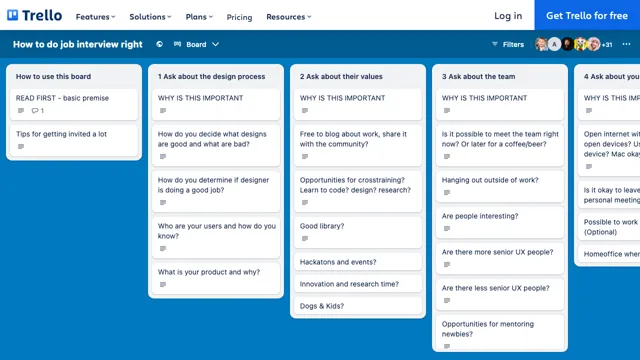 Trello
Features
Solutions
Plans
Pricing
Resources
Log in
Get Trello for free
How to do job interview right
Board
Filters
A
+31
How to use this board
READ FIRST - basic premise
1
Tips for getting invited a lot
1 Ask about the design process
WHY IS THIS IMPORTANT
How do you decide what designs
are good and what are bad?
How do you determine if designer
is doing a good job?
Who are your users and how do you
know?
What is your product and why?
2 Ask about their values
WHY IS THIS IMPORTANT
Free to blog about work, share it
with the community?
Opportunities for crosstraining?
Learn to code? design? research?
Good library?
Hackatons and events?
Innovation and research time?
Dogs & Kids?
3 Ask about the team
WHY IS THIS IMPORTANT
Is it possible to meet the team right
now? Or later for a coffee/beer?
Hanging out outside of work?
Are people interesting?
Are there more senior UX people?
Are there less senior UX people?
Opportunities for mentoring
newbies?
4 Ask about you
WHY IS THIS IMP
Open internet wit
open devices? Us
device? Mac okay
Is it okay to leave
personal meeting
Possible to work
(Optional)
Homeoffice wher